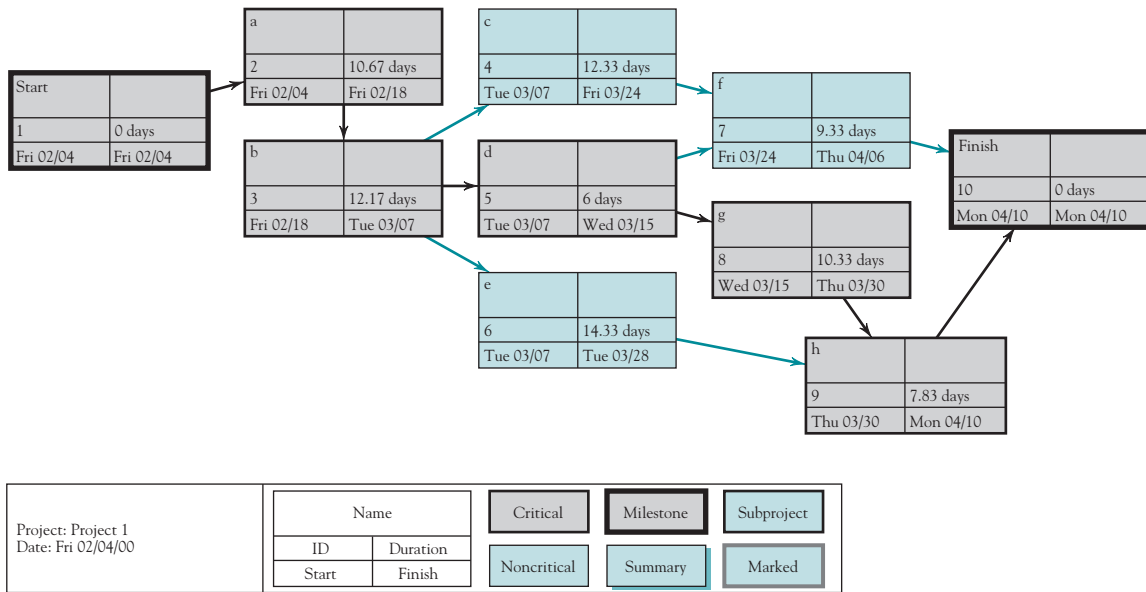 Start
1 0 days
Fri 02/04 Fri 02/04
a
2 10.67 days
Fri 02/04 Fri 02/18
b
3 12.17 days
Fri 02/18 Tue 03/07
c
4 12.33 days
Tue 03/07 Fri 03/24
d
5 6 days
Tue 03/07 Wed 03/15
e
6 14.33 days
Tue 03/07 Tue 03/28
f
7 9.33 days
Fri 03/24 Thu 04/06
g
8 10.33 days
Wed 03/15 Thu 03/30
h
9 7.83 days
Thu 03/30 Mon 04/10
Finish
10 0 days
Mon 04/10 Mon 04/10
Project: Project 1
Date: Fri 02/04/00
Name
ID Duration
Start Finish
Critical Milestone Subproject
Noncritical Summary Marked